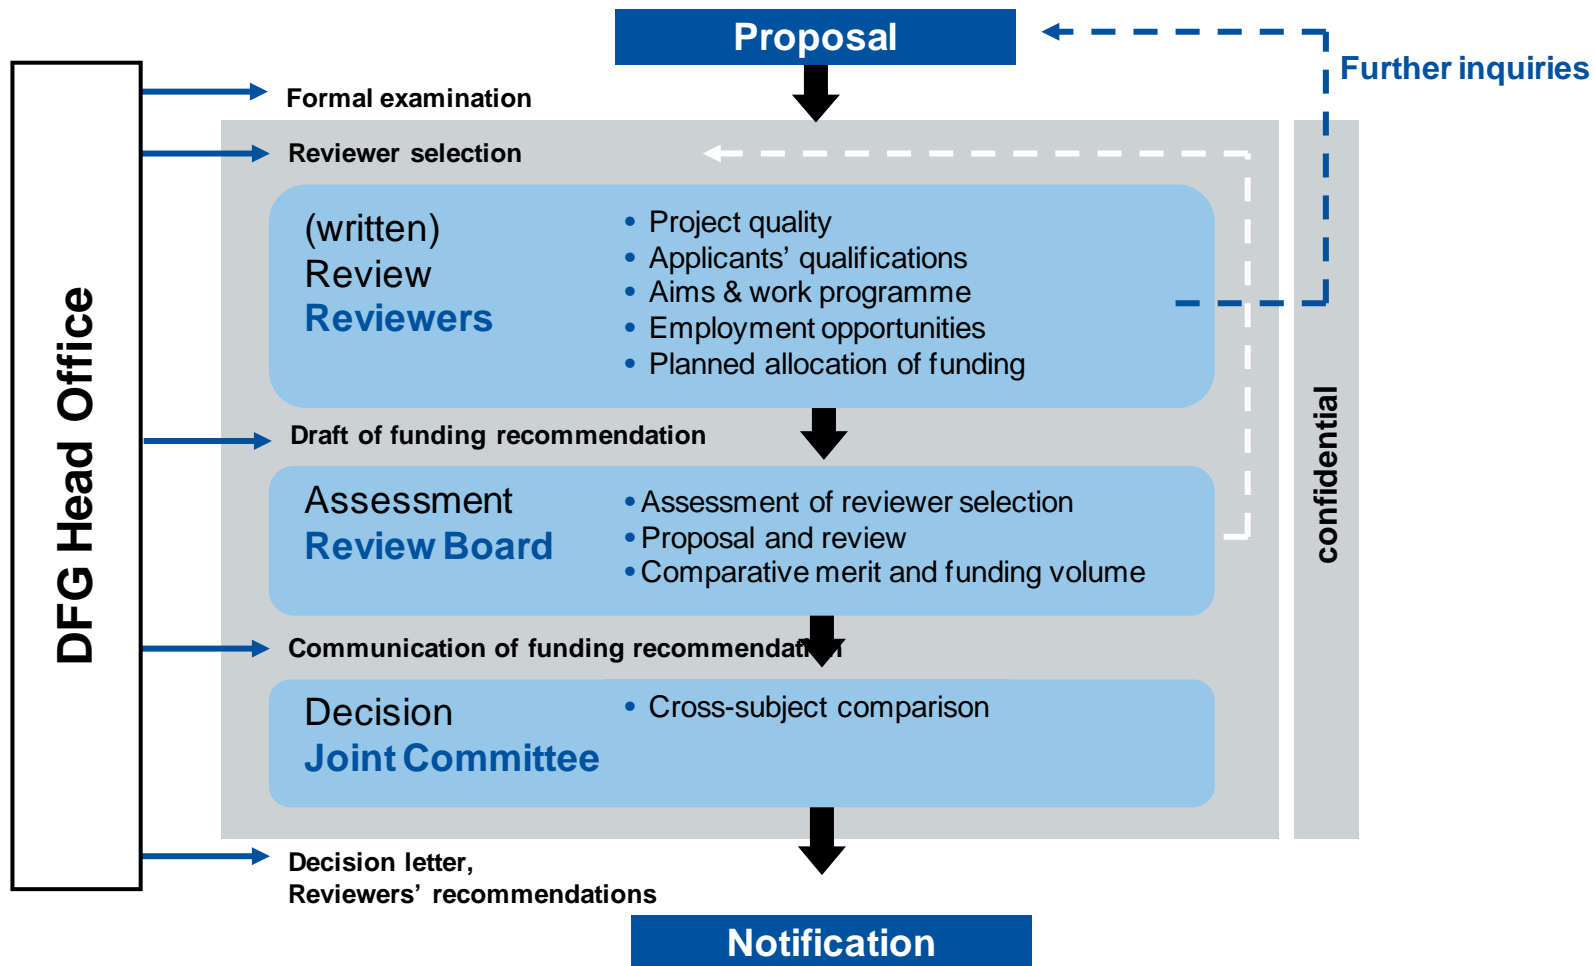 Proposal
Further inquiries
DFG Head Office
Formal examination
Reviewer selection
(written)
Review
Reviewers
• Project quality
• Applicants’ qualifications
• Aims & work programme
• Employment opportunities
• Planned allocation of funding
confidential
Draft of funding recommendation
Assessment
Review Board
• Assessment of reviewer selection
• Proposal and review
• Comparative merit and funding volume
Communication of funding recommendation
Decision
Joint Committee
• Cross-subject comparison
Decision letter,
Reviewers’ recommendations
Notification